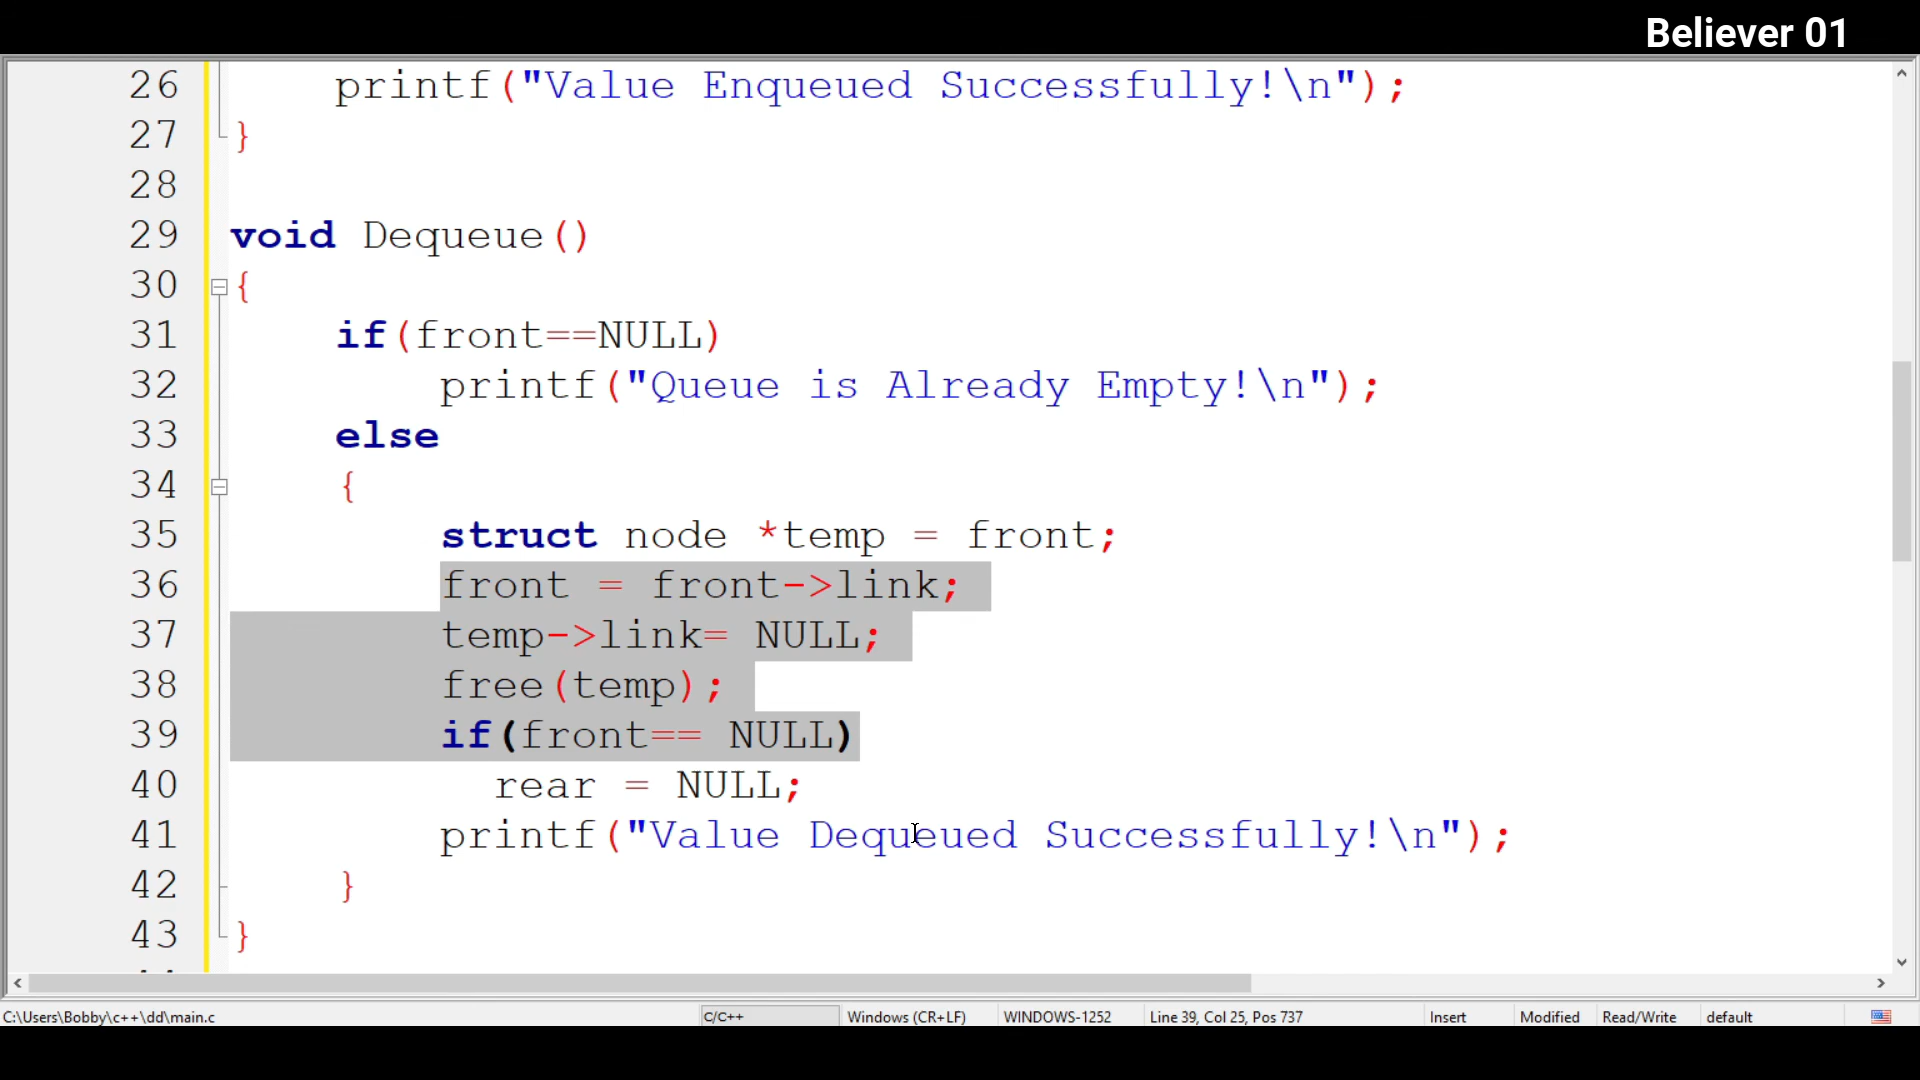 Believer 01
26 printf("Value Enqueued Successfully!\n");
27 }
28
29 void Dequeue()
30 {
31 if(front==NULL)
32 printf("Queue is Already Empty!\n");
33 else
34 {
35 struct node *temp = front;
36 front = front->link;
37 temp->link= NULL;
38 free(temp);
39 if(front== NULL)
40 rear = NULL;
41 printf("Value Dequeued Successfully!\n");
42 }
43 }
C:\Users\Bobby\c++\dd\main.c C/C++ Windows (CR+LF) WINDOWS-1252 Line 39, Col 25, Pos 737 Insert Modified Read/Write default